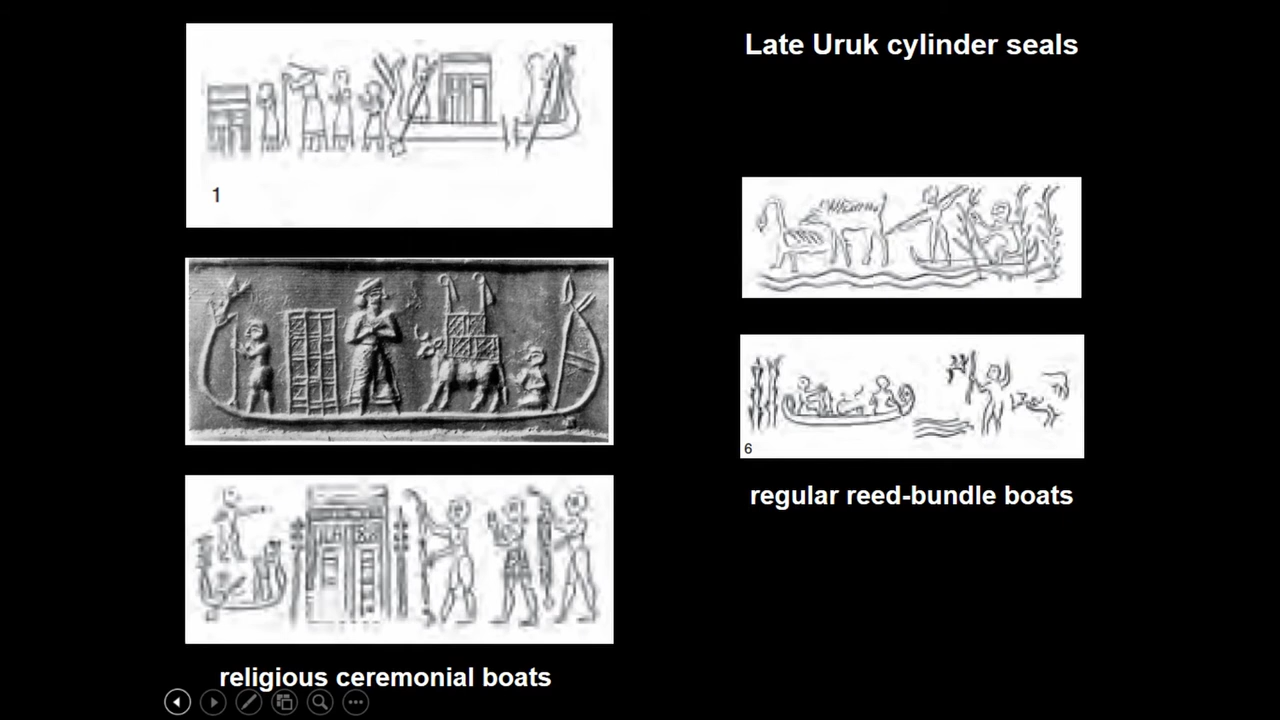 Late Uruk cylinder seals
1
6
regular reed-bundle boats
religious ceremonial boats